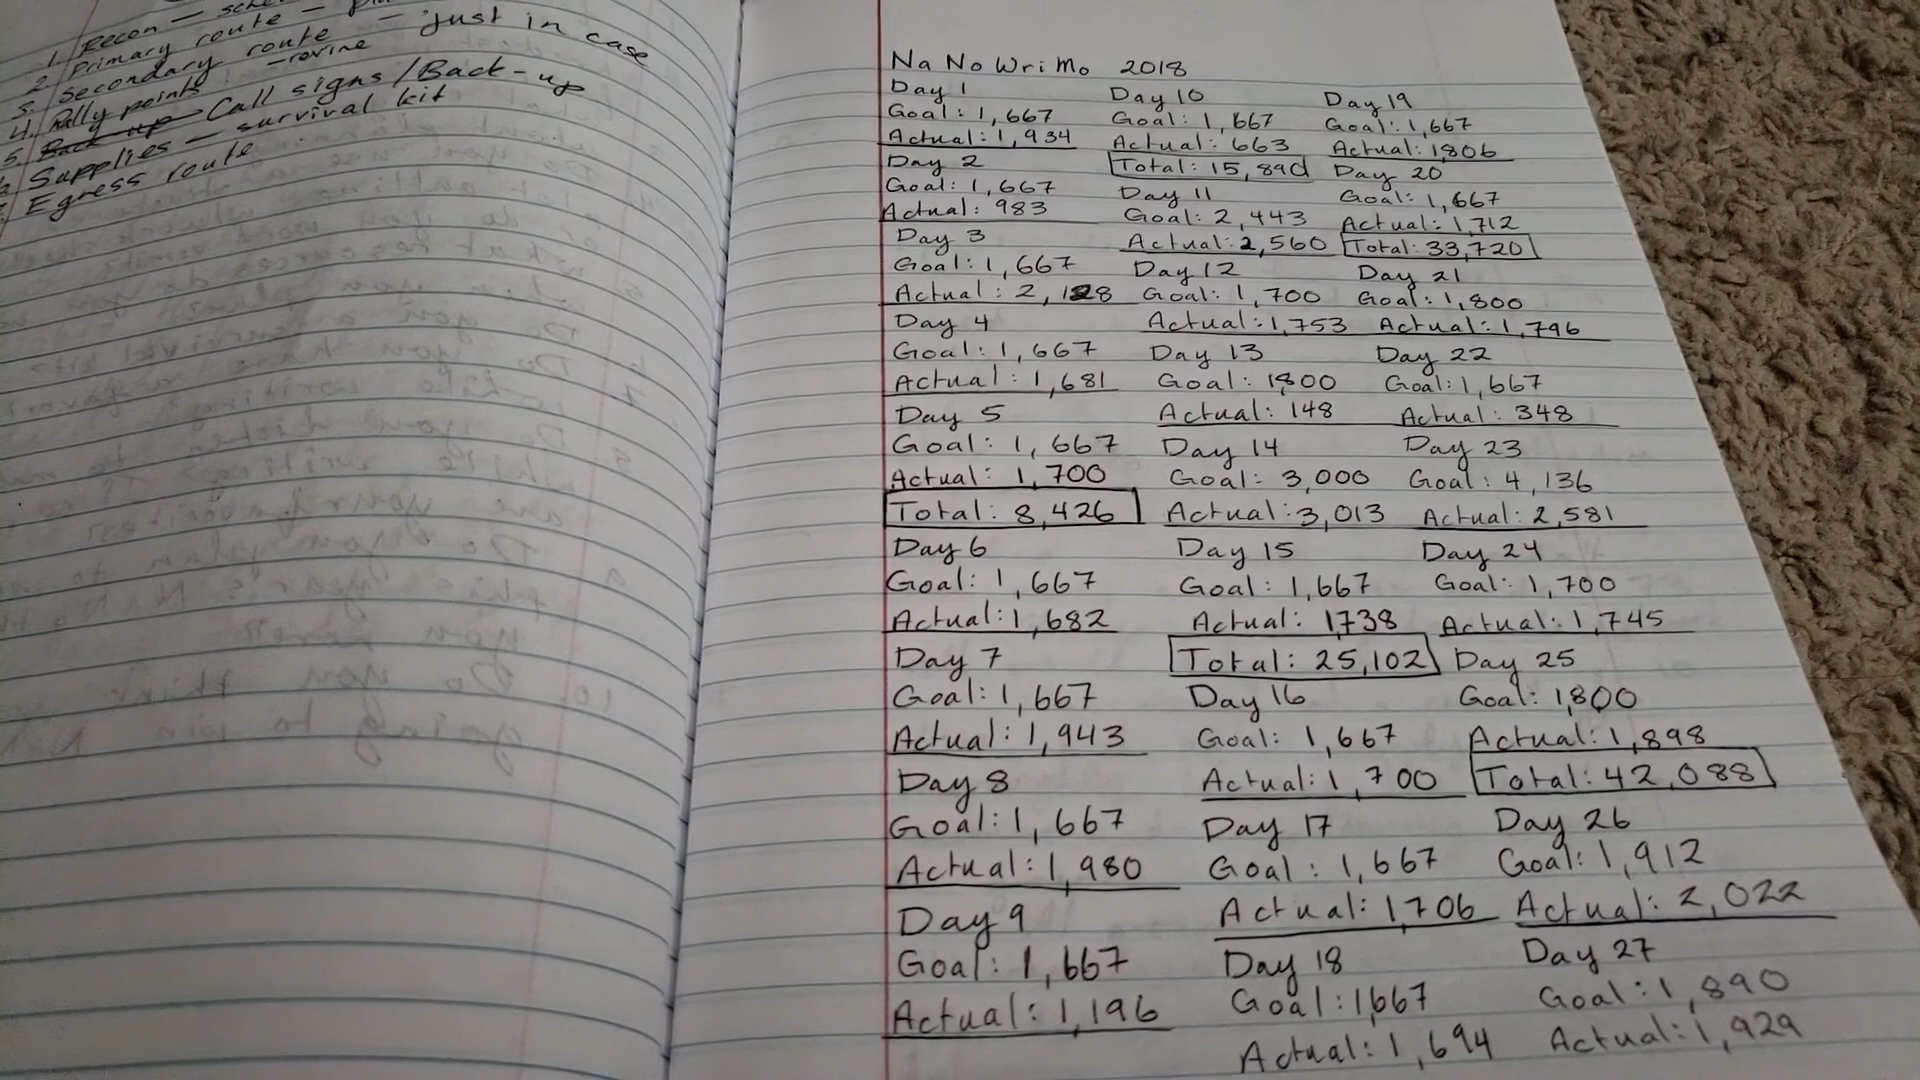 1. Recon —
2. Primary route —
3. Secondary route — just in case
4. Rally points — ravine
5. Back up Call signs / Back-up
Supplies — survival kit
Egress route
NaNoWriMo 2018
Day 1
Goal: 1,667
Actual: 1,934
Day 2
Goal: 1,667
Actual: 983
Day 3
Goal: 1,667
Actual: 2,128
Day 4
Goal: 1,667
Actual: 1,681
Day 5
Goal: 1,667
Actual: 1,700
Total: 8,426
Day 6
Goal: 1,667
Actual: 1,682
Day 7
Goal: 1,667
Actual: 1,943
Day 8
Goal: 1,667
Actual: 1,980
Day 9
Goal: 1,667
Actual: 1,196
Day 10
Goal: 1,667
Actual: 663
Total: 15,890
Day 11
Goal: 2,443
Actual: 2,560
Day 12
Goal: 1,700
Actual: 1,753
Day 13
Goal: 1,800
Actual: 148
Day 14
Goal: 3,000
Actual: 3,013
Day 15
Goal: 1,667
Actual: 1738
Total: 25,102
Day 16
Goal: 1,667
Actual: 1,700
Day 17
Goal: 1,667
Actual: 1,706
Day 18
Goal: 1667
Actual: 1,694
Day 19
Goal: 1,667
Actual: 1,806
Day 20
Goal: 1,667
Actual: 1,712
Total: 33,720
Day 21
Goal: 1,800
Actual: 1,796
Day 22
Goal: 1,667
Actual: 348
Day 23
Goal: 4,136
Actual: 2,581
Day 24
Goal: 1,700
Actual: 1,745
Day 25
Goal: 1,800
Actual: 1,898
Total: 42,088
Day 26
Goal: 1,912
Actual: 2,022
Day 27
Goal: 1,890
Actual: 1,929